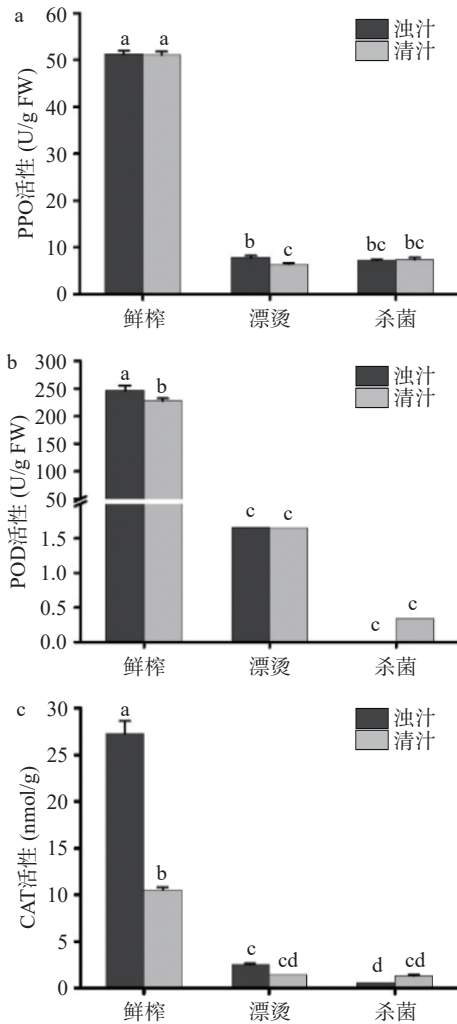 a
浊汁
清汁
PPO活性 (U/g FW)
60
50
40
30
20
10
0
a a
b c
bc bc
鲜榨 漂烫 杀菌
b
浊汁
清汁
POD活性 (U/g FW)
300
250
200
150
100
50
1.5
1.0
0.5
0.0
a b
c c
c c
鲜榨 漂烫 杀菌
c
浊汁
清汁
CAT活性 (nmol/g)
30
25
20
15
10
5
0
a b
c cd
d cd
鲜榨 漂烫 杀菌